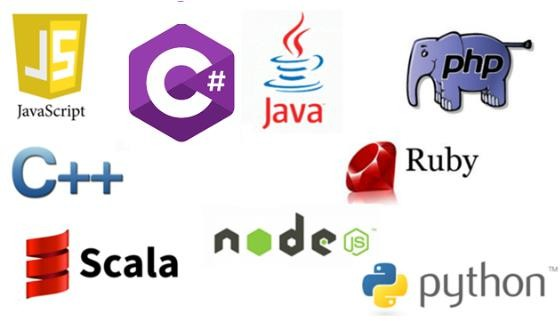 JS
JavaScript
C#
Java
php
C++
Ruby
node
JS
Scala
python™